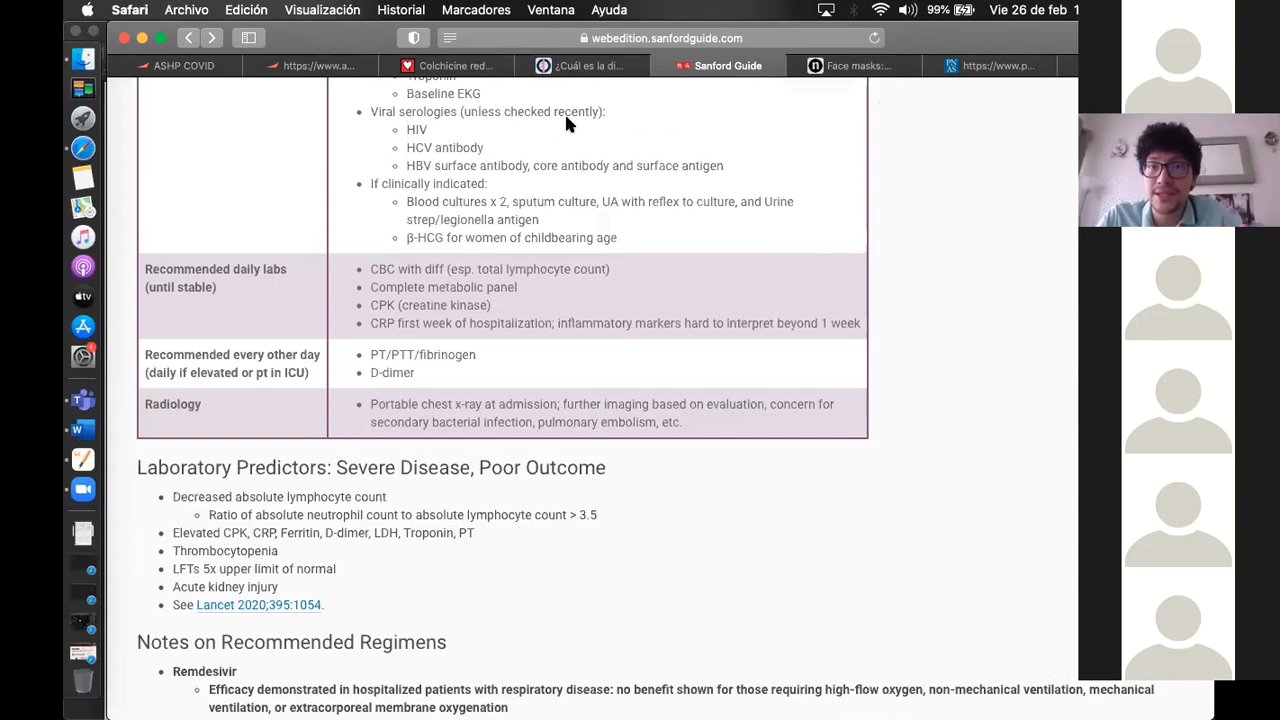 Safari Archivo Edición Visualización Historial Marcadores Ventana Ayuda 99% Vie 26 de feb 1
webedition.sanfordguide.com
ASHP COVID https://www.a... Colchicine red... ¿Cuál es la di... Sanford Guide Face masks:... https://www.p...
Troponin
Baseline EKG
Viral serologies (unless checked recently):
HIV
HCV antibody
HBV surface antibody, core antibody and surface antigen
If clinically indicated:
Blood cultures x 2, sputum culture, UA with reflex to culture, and Urine
strep/legionella antigen
β-HCG for women of childbearing age
Recommended daily labs
(until stable)
CBC with diff (esp. total lymphocyte count)
Complete metabolic panel
CPK (creatine kinase)
CRP first week of hospitalization; inflammatory markers hard to interpret beyond 1 week
Recommended every other day
(daily if elevated or pt in ICU)
PT/PTT/fibrinogen
D-dimer
Radiology
Portable chest x-ray at admission; further imaging based on evaluation, concern for
secondary bacterial infection, pulmonary embolism, etc.
Laboratory Predictors: Severe Disease, Poor Outcome
Decreased absolute lymphocyte count
Ratio of absolute neutrophil count to absolute lymphocyte count > 3.5
Elevated CPK, CRP, Ferritin, D-dimer, LDH, Troponin, PT
Thrombocytopenia
LFTs 5x upper limit of normal
Acute kidney injury
See Lancet 2020;395:1054.
Notes on Recommended Regimens
Remdesivir
Efficacy demonstrated in hospitalized patients with respiratory disease: no benefit shown for those requiring high-flow oxygen, non-mechanical ventilation, mechanical
ventilation, or extracorporeal membrane oxygenation
tv